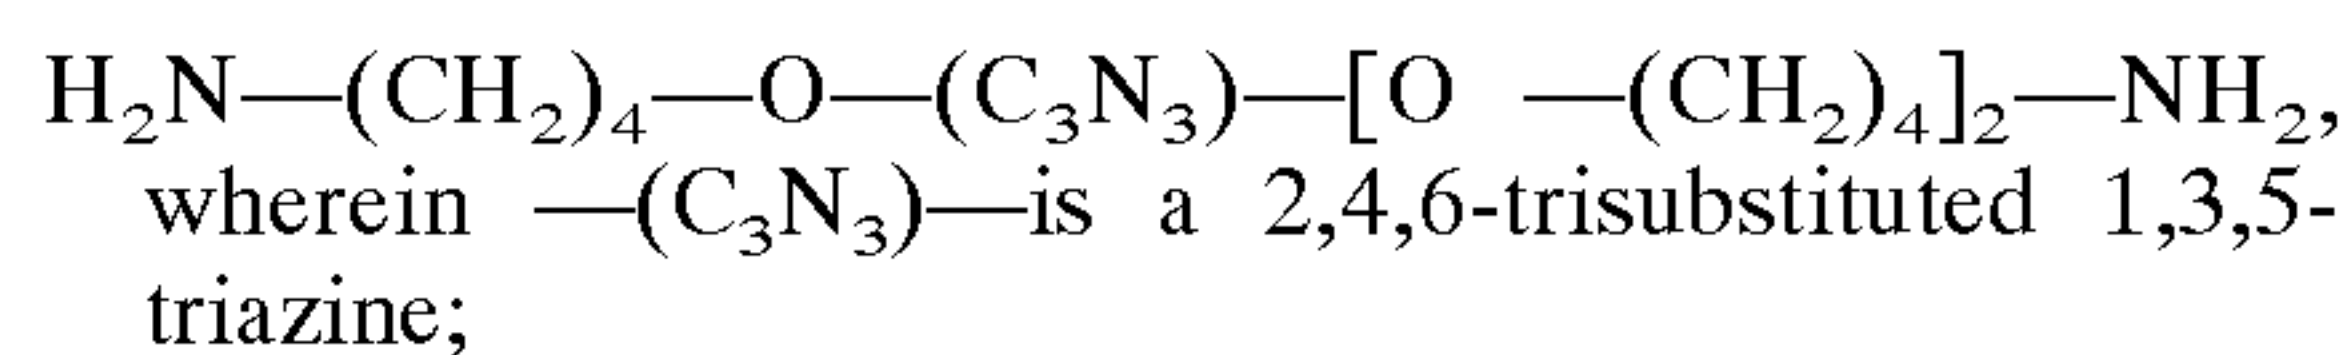 H₂N—(CH₂)₄—O—(C₃N₃)—[O —(CH₂)₄]₂—NH₂,
wherein —(C₃N₃)—is a 2,4,6-trisubstituted 1,3,5-
triazine;